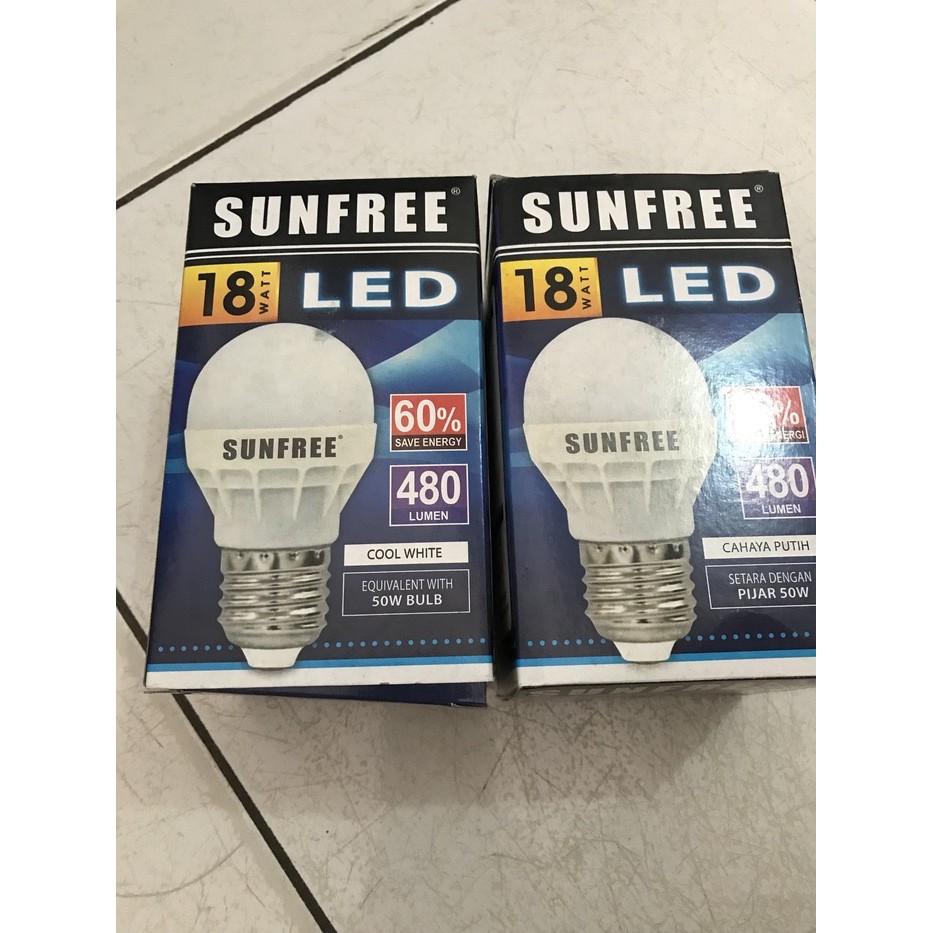 SUNFREE®
18 WATT LED
60%
SAVE ENERGY
SUNFREE®
480
LUMEN
COOL WHITE
EQUIVALENT WITH
50W BULB
SUNFREE®
18 WATT LED
%
SUNFREE
480
LUMEN
CAHAYA PUTIH
SETARA DENGAN
PIJAR 50W